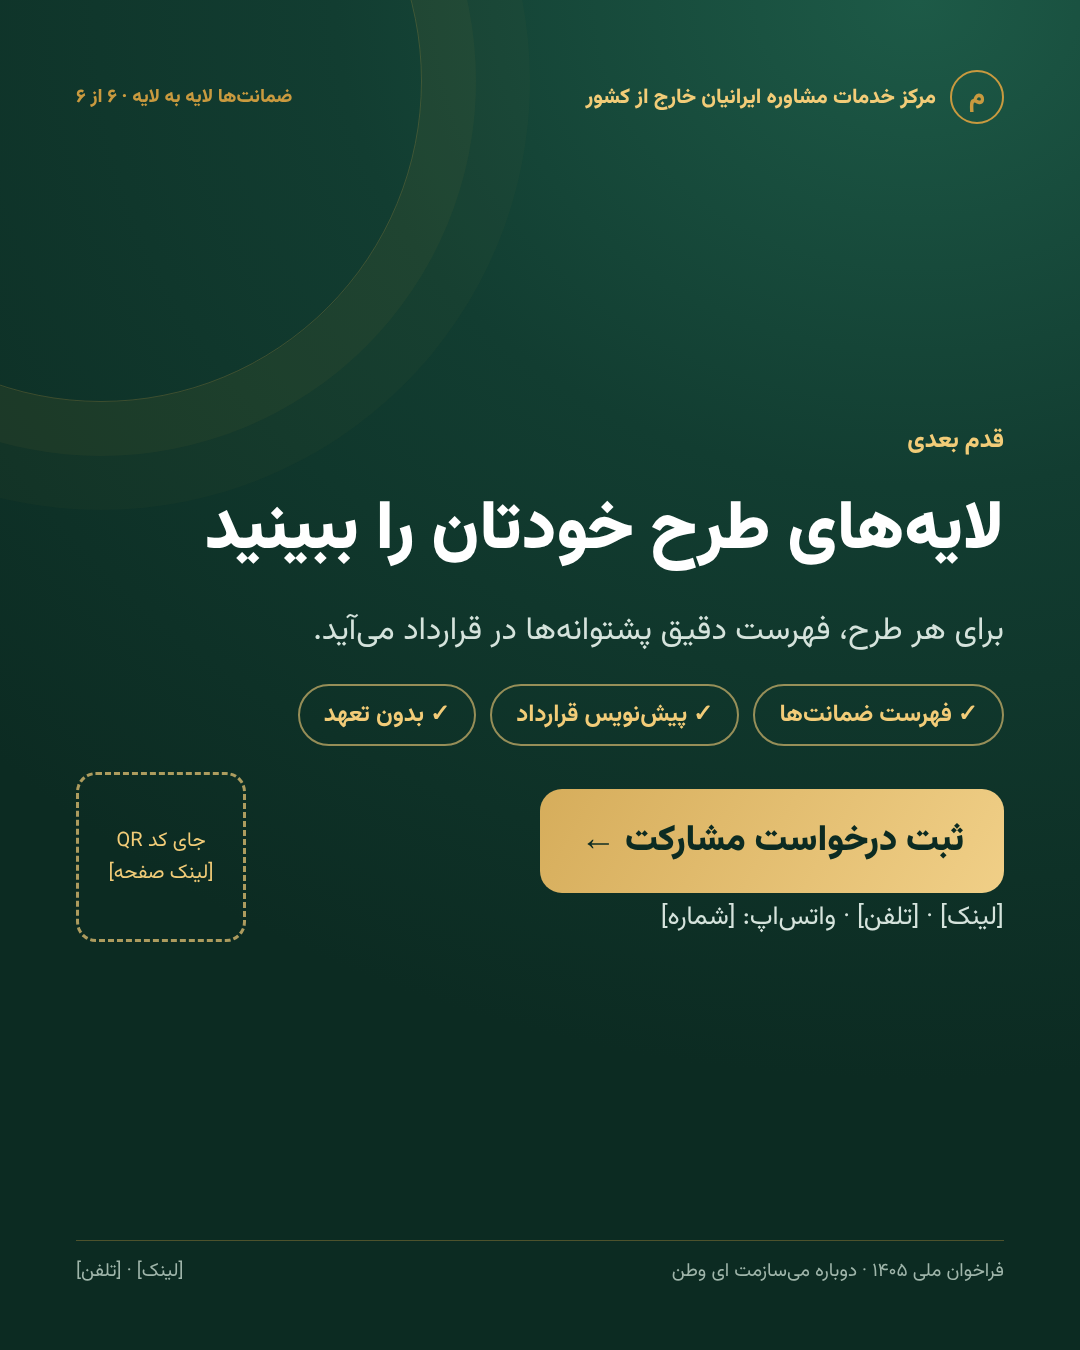 م
مرکز خدمات مشاوره ایرانیان خارج از کشور
ضمانت‌ها لایه به لایه · ۶ از ۶
قدم بعدی
لایه‌های طرح خودتان را ببینید
برای هر طرح، فهرست دقیق پشتوانه‌ها در قرارداد می‌آید.
✓ فهرست ضمانت‌ها
✓ پیش‌نویس قرارداد
✓ بدون تعهد
ثبت درخواست مشارکت ←
[لینک] · [تلفن] · واتس‌اپ: [شماره]
جای کد QR
[لینک صفحه]
فراخوان ملی ۱۴۰۵ · دوباره می‌سازمت ای وطن
[لینک] · [تلفن]